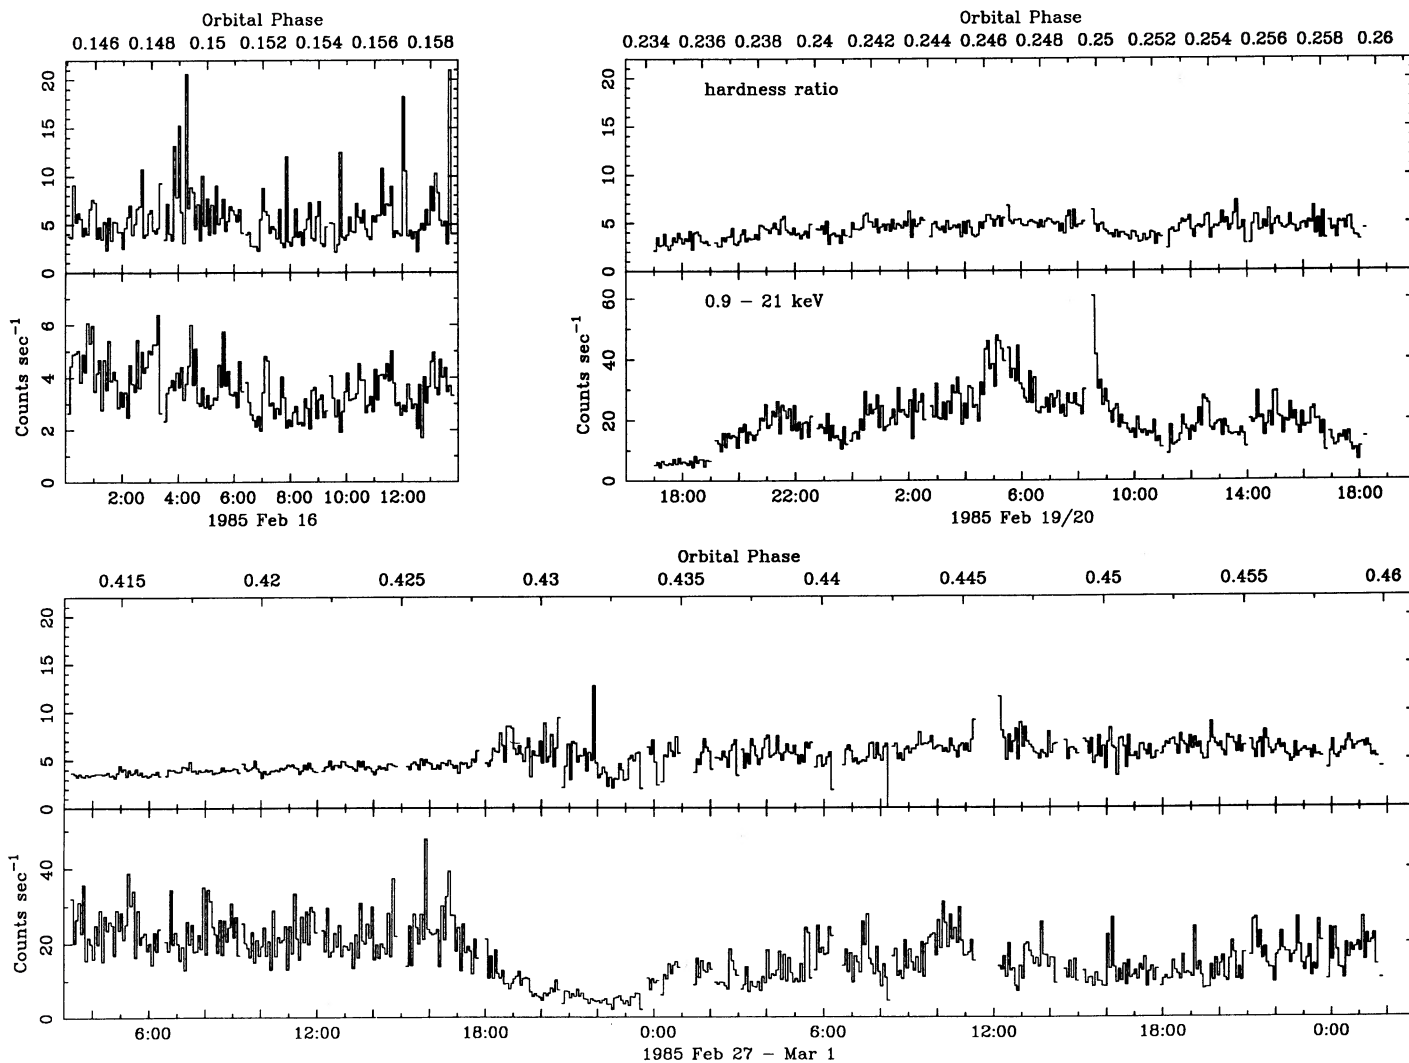 Orbital Phase
0.146 0.148 0.15 0.152 0.154 0.156 0.158
20
15
10
5
0
Counts sec⁻¹
6
4
2
0
2:00 4:00 6:00 8:00 10:00 12:00
1985 Feb 16
Orbital Phase
0.234 0.236 0.238 0.24 0.242 0.244 0.246 0.248 0.25 0.252 0.254 0.256 0.258 0.26
hardness ratio
20
15
10
5
0
0.9 – 21 keV
Counts sec⁻¹
60
40
20
0
18:00 22:00 2:00 6:00 10:00 14:00 18:00
1985 Feb 19/20
Orbital Phase
0.415 0.42 0.425 0.43 0.435 0.44 0.445 0.45 0.455 0.46
20
15
10
5
0
Counts sec⁻¹
40
20
0
6:00 12:00 18:00 0:00 6:00 12:00 18:00 0:00
1985 Feb 27 – Mar 1